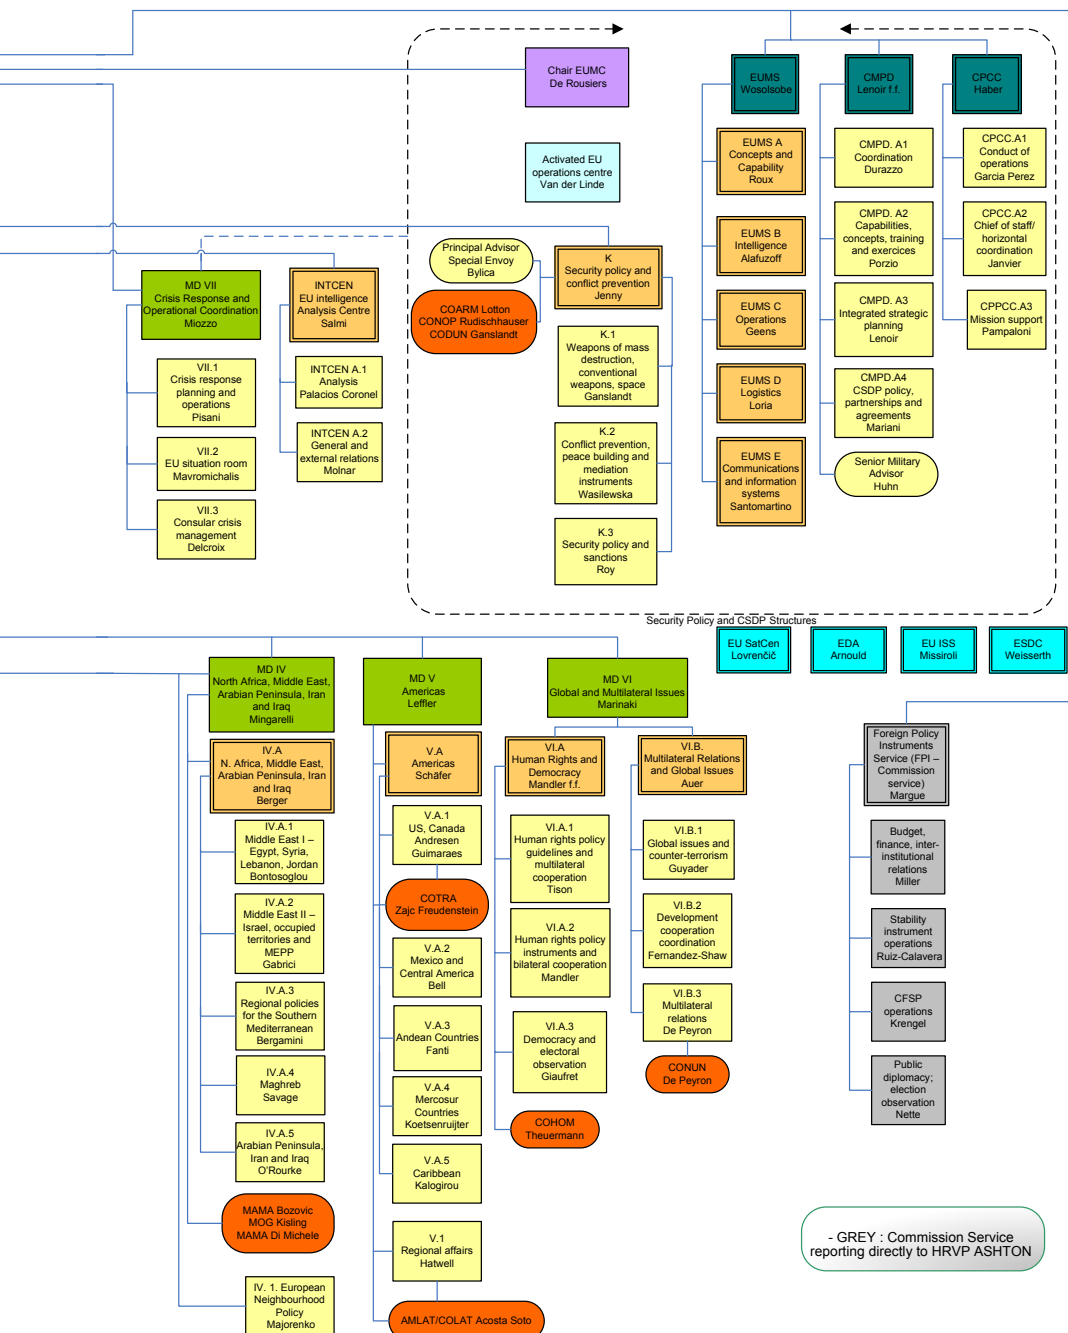 Chair EUMC
De Rousiers
EUMS
Wosolsobe
CMPD
Lenoir f.f.
CPCC
Haber
Activated EU
operations centre
Van der Linde
EUMS A
Concepts and
Capability
Roux
CMPD. A1
Coordination
Durazzo
CPCC.A1
Conduct of
operations
Garcia Perez
Principal Advisor
Special Envoy
Bylica
K
Security policy and
conflict prevention
Jenny
EUMS B
Intelligence
Alafuzoff
CMPD. A2
Capabilities,
concepts, training
and exercices
Porzio
CPCC.A2
Chief of staff/
horizontal
coordination
Janvier
MD VII
Crisis Response and
Operational Coordination
Miozzo
INTCEN
EU intelligence
Analysis Centre
Salmi
COARM Lotton
CONOP Rudischhauser
CODUN Ganslandt
EUMS C
Operations
Geens
CMPD. A3
Integrated strategic
planning
Lenoir
CPPCC.A3
Mission support
Pampaloni
VII.1
Crisis response
planning and
operations
Pisani
INTCEN A.1
Analysis
Palacios Coronel
K.1
Weapons of mass
destruction,
conventional
weapons, space
Ganslandt
EUMS D
Logistics
Loria
CMPD.A4
CSDP policy,
partnerships and
agreements
Mariani
VII.2
EU situation room
Mavromichalis
INTCEN A.2
General and
external relations
Molnar
K.2
Conflict prevention,
peace building and
mediation
instruments
Wasilewska
EUMS E
Communications
and information
systems
Santomartino
Senior Military
Advisor
Huhn
VII.3
Consular crisis
management
Delcroix
K.3
Security policy and
sanctions
Roy
Security Policy and CSDP Structures
EU SatCen
Lovrenčič
EDA
Arnould
EU ISS
Missiroli
ESDC
Weisserth
MD IV
North Africa, Middle East,
Arabian Peninsula, Iran
and Iraq
Mingarelli
MD V
Americas
Leffler
MD VI
Global and Multilateral Issues
Marinaki
IV.A
N. Africa, Middle East,
Arabian Peninsula, Iran
and Iraq
Berger
V.A
Americas
Schäfer
VI.A
Human Rights and
Democracy
Mandler f.f.
VI.B.
Multilateral Relations
and Global Issues
Auer
Foreign Policy
Instruments
Service (FPI –
Commission
service)
Margue
IV.A.1
Middle East I –
Egypt, Syria,
Lebanon, Jordan
Bontosoglou
V.A.1
US, Canada
Andresen
Guimaraes
VI.A.1
Human rights policy
guidelines and
multilateral
cooperation
Tison
VI.B.1
Global issues and
counter-terrorism
Guyader
Budget,
finance, inter-
institutional
relations
Miller
COTRA
Zajc Freudenstein
IV.A.2
Middle East II –
Israel, occupied
territories and
MEPP
Gabrici
V.A.2
Mexico and
Central America
Bell
VI.A.2
Human rights policy
instruments and
bilateral cooperation
Mandler
VI.B.2
Development
cooperation
coordination
Fernandez-Shaw
Stability
instrument
operations
Ruiz-Calavera
IV.A.3
Regional policies
for the Southern
Mediterranean
Bergamini
V.A.3
Andean Countries
Fanti
VI.A.3
Democracy and
electoral
observation
Giaufret
VI.B.3
Multilateral
relations
De Peyron
CFSP
operations
Krengel
IV.A.4
Maghreb
Savage
V.A.4
Mercosur
Countries
Koetsenruijter
CONUN
De Peyron
Public
diplomacy;
election
observation
Nette
IV.A.5
Arabian Peninsula,
Iran and Iraq
O'Rourke
V.A.5
Caribbean
Kalogirou
COHOM
Theuermann
MAMA Bozovic
MOG Kisling
MAMA Di Michele
V.1
Regional affairs
Hatwell
- GREY : Commission Service
reporting directly to HRVP ASHTON
IV. 1. European
Neighbourhood
Policy
Majorenko
AMLAT/COLAT Acosta Soto